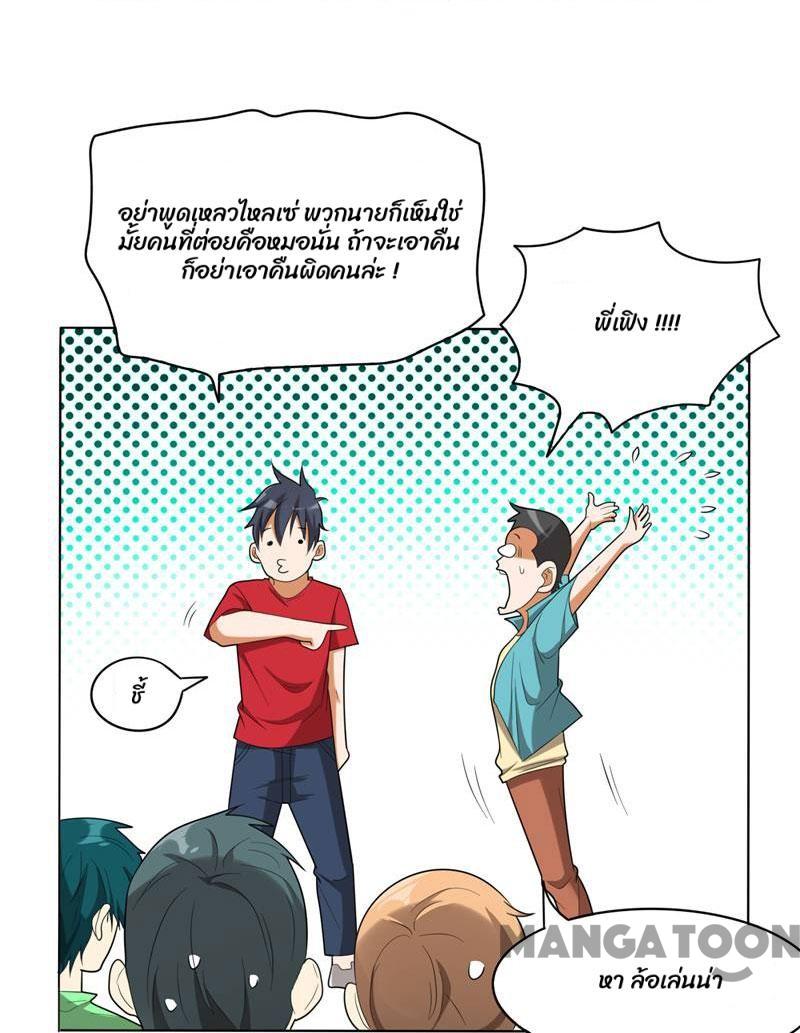 อย่าพูดเหลวไหลเซ่ พวกนายก็เห็นใช่
มั้ยคนที่ต่อยคือหมอนั่น ถ้าจะเอาคืน
ก็อย่าเอาคืนผิดคนล่ะ !
พี่เฟิง !!!!
ชี้
MANGATOON
หา ล้อเล่นน่า